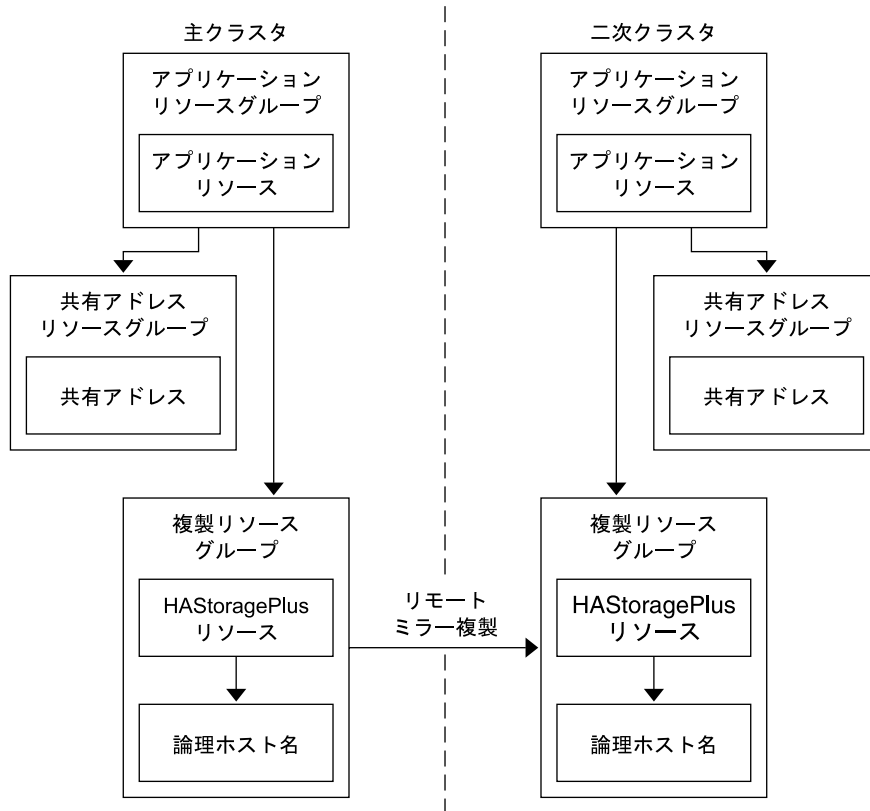 主クラスタ
アプリケーション
リソースグループ
アプリケーション
リソース
共有アドレス
リソースグループ
共有アドレス
複製リソース
グループ
HAStoragePlus
リソース
論理ホスト名
リモート
ミラー複製
二次クラスタ
アプリケーション
リソースグループ
アプリケーション
リソース
共有アドレス
リソースグループ
共有アドレス
複製リソース
グループ
HAStoragePlus
リソース
論理ホスト名